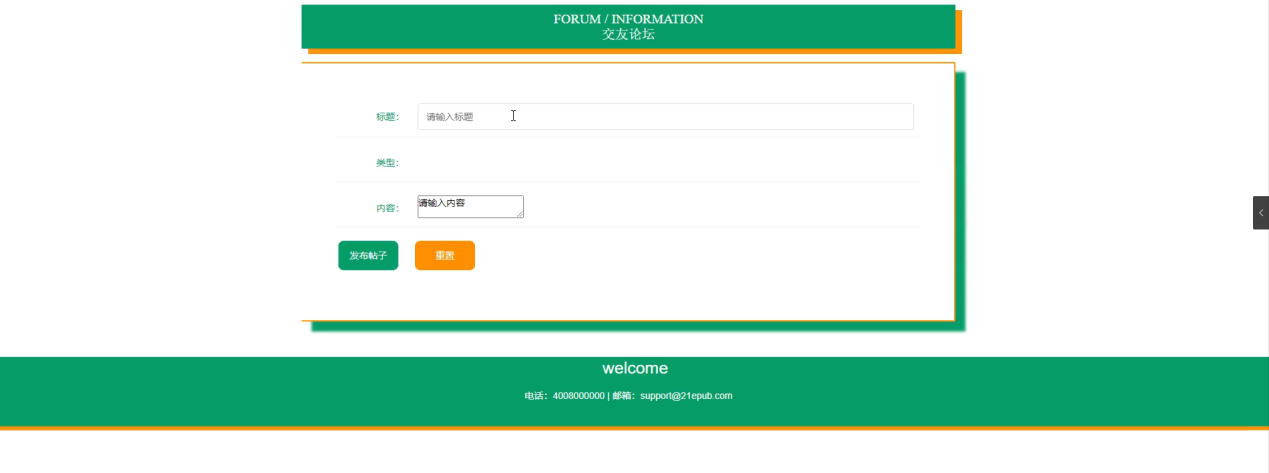 FORUM / INFORMATION
交友论坛
标题：
请输入标题
类型：
内容：
请输入内容
发布帖子
重置
welcome
电话：4008000000 | 邮箱：support@21epub.com